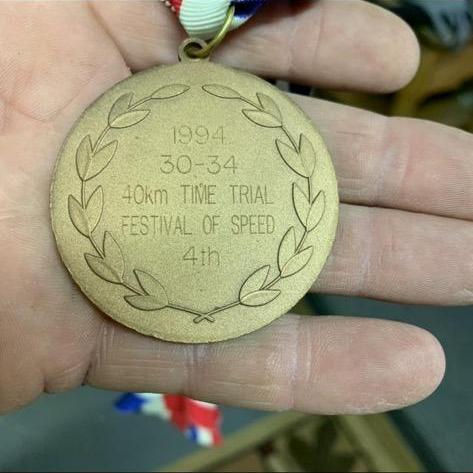 1994
30-34
40km TIME TRIAL
FESTIVAL OF SPEED
4th